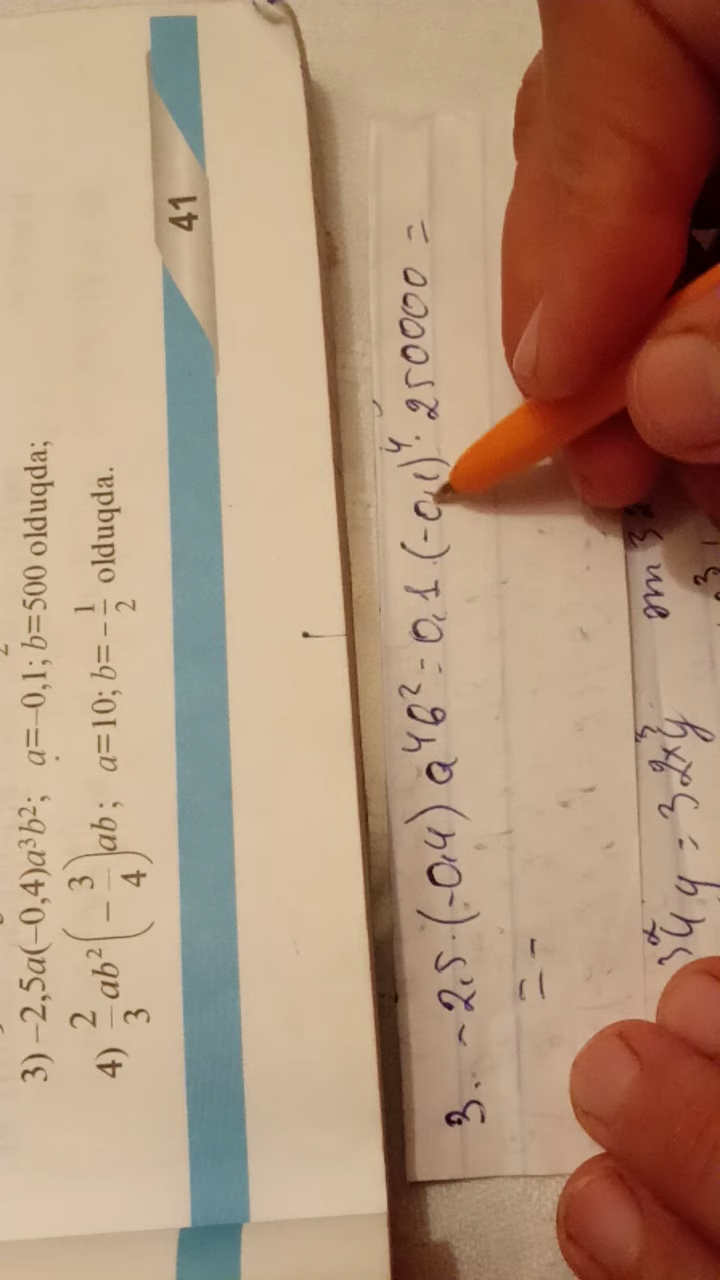 3) –2,5a(–0,4)a³b²; a=–0,1; b=500 olduqda;
4) 2/3 ab² (– 3/4) ab; a=10; b=– 1/2 olduqda.
41
3. –2,5·(–0,4) a⁴b² = 0,1·(–0,1)⁴·250000 =
= –